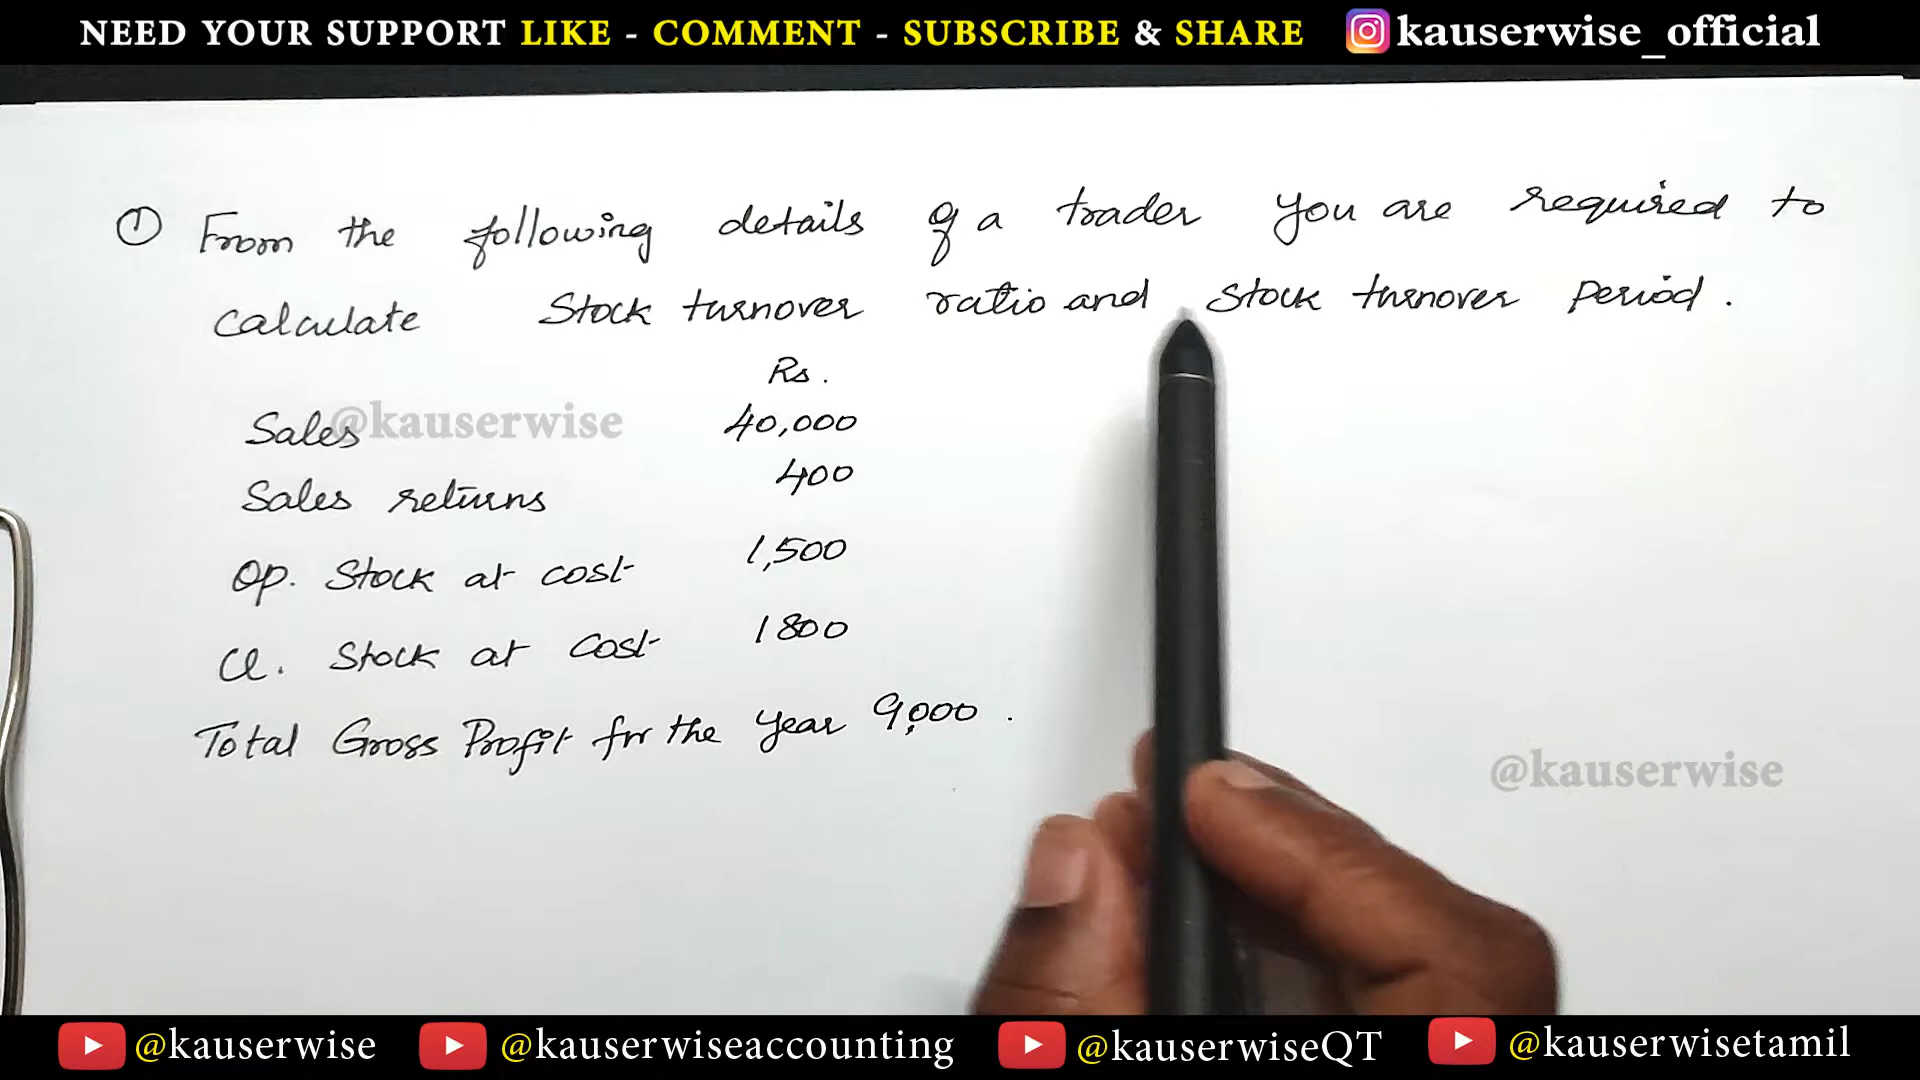 NEED YOUR SUPPORT LIKE - COMMENT - SUBSCRIBE & SHARE kauserwise_official
① From the following details of a trader you are required to
calculate Stock turnover ratio and Stock turnover Period.
Rs.
Sales 40,000
@kauserwise
Sales returns 400
Op. Stock at cost 1,500
Cl. Stock at cost 1800
Total Gross Profit for the year 9,000.
@kauserwise
@kauserwise @kauserwiseaccounting @kauserwiseQT @kauserwisetamil